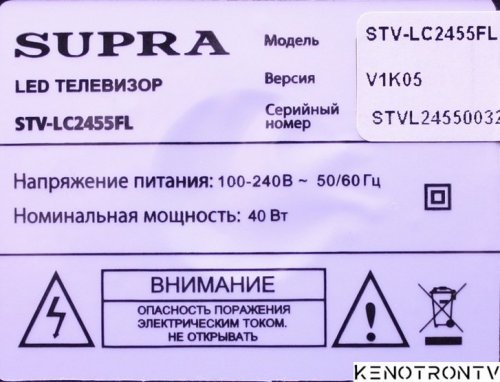 SUPRA
LED ТЕЛЕВИЗОР
STV-LC2455FL
Модель STV-LC2455FL
Версия V1K05
Серийный номер STVL24550032
Напряжение питания: 100-240В ~ 50/60 Гц
Номинальная мощность: 40 Вт
ВНИМАНИЕ
ОПАСНОСТЬ ПОРАЖЕНИЯ
ЭЛЕКТРИЧЕСКИМ ТОКОМ.
НЕ ОТКРЫВАТЬ
KENOTRONTV